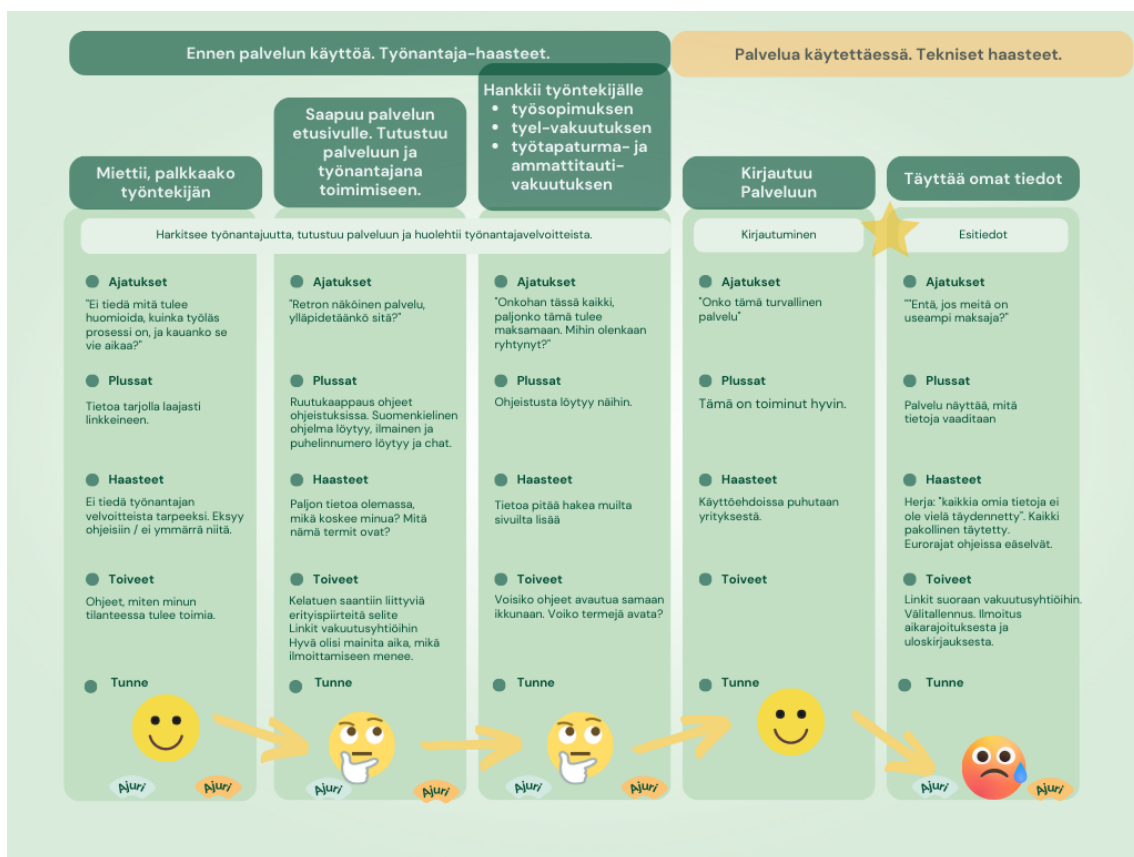 Ennen palvelun käyttöä. Työnantaja-haasteet.
Palvelua käytettäessä. Tekniset haasteet.
Miettii, palkkaako
työntekijän
Saapuu palvelun
etusivulle. Tutustuu
palveluun ja
työnantajana
toimimiseen.
Hankkii työntekijälle
• työsopimuksen
• tyel-vakuutuksen
• työtapaturma- ja
ammattitauti-
vakuutuksen
Kirjautuu
Palveluun
Täyttää omat tiedot
Harkitsee työnantajuutta, tutustuu palveluun ja huolehtii työnantajavelvoitteista.
Kirjautuminen
Esitiedot
Ajatukset
"Ei tiedä mitä tulee
huomioida, kuinka työläs
prosessi on, ja kauanko se
vie aikaa?"
Plussat
Tietoa tarjolla laajasti
linkkeineen.
Haasteet
Ei tiedä työnantajan
velvoitteista tarpeeksi. Eksyy
ohjeisiin / ei ymmärrä niitä.
Toiveet
Ohjeet, miten minun
tilanteessa tulee toimia.
Tunne
Ajuri
Ajuri
Ajatukset
"Retron näköinen palvelu,
ylläpidetäänkö sitä?"
Plussat
Ruutukaappaus ohjeet
ohjeistuksissa. Suomenkielinen
ohjelma löytyy, ilmainen ja
puhelinnumero löytyy ja chat.
Haasteet
Paljon tietoa olemassa,
mikä koskee minua? Mitä
nämä termit ovat?
Toiveet
Kelatuen saantiin liittyviä
erityispiirteitä selite
Linkit vakuutusyhtiöihin
Hyvä olisi mainita aika, mikä
ilmoittamiseen menee.
Tunne
Ajuri
Ajuri
Ajatukset
"Onkohan tässä kaikki,
paljonko tämä tulee
maksamaan. Mihin olenkaan
ryhtynyt?"
Plussat
Ohjeistusta löytyy näihin.
Haasteet
Tietoa pitää hakea muilta
sivuilta lisää
Toiveet
Voisiko ohjeet avautua samaan
ikkunaan. Voiko termejä avata?
Tunne
Ajuri
Ajuri
Ajatukset
"Onko tämä turvallinen
palvelu"
Plussat
Tämä on toiminut hyvin.
Haasteet
Käyttöehdoissa puhutaan
yrityksestä.
Toiveet
Tunne
Ajatukset
""Entä, jos meitä on
useampi maksaja?"
Plussat
Palvelu näyttää, mitä
tietoja vaaditaan
Haasteet
Herja: "kaikkia omia tietoja ei
ole vielä täydennetty". Kaikki
pakollinen täytetty.
Eurorajat ohjeissa eäselvät.
Toiveet
Linkit suoraan vakuutusyhtiöihin.
Välitallennus. Ilmoitus
aikarajoituksesta ja
uloskirjauksesta.
Tunne
Ajuri
Ajuri